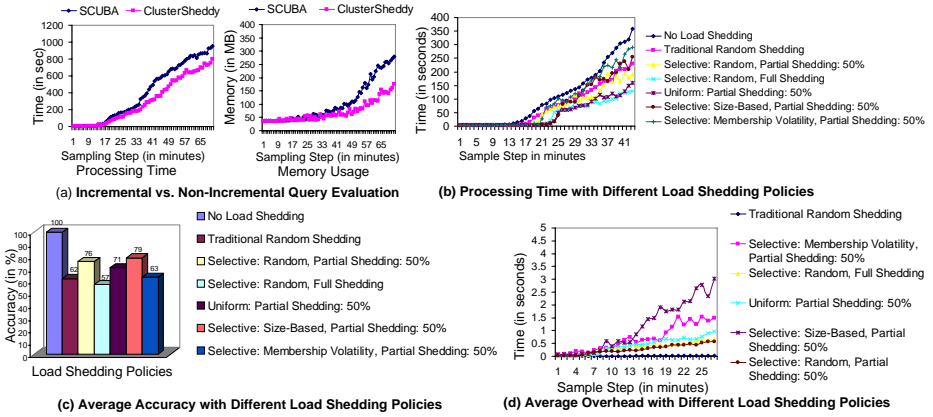 SCUBA ClusterSheddy
Time (in sec)
1200
1000
800
600
400
200
0
1 9 17 25 33 41 49 57 65
Sampling Step (in minutes)
Processing Time
SCUBA ClusterSheddy
Memory (in MB)
400
350
300
250
200
150
100
50
0
1 9 17 25 33 41 49 57 65
Sampling Step (in minutes)
Memory Usage
(a) Incremental vs. Non-Incremental Query Evaluation
Time (in seconds)
400
350
300
250
200
150
100
50
0
1 5 9 13 17 21 25 29 33 37 41
Sample Step in minutes
No Load Shedding
Traditional Random Shedding
Selective: Random, Partial Shedding: 50%
Selective: Random, Full Shedding
Uniform: Partial Shedding: 50%
Selective: Size-Based, Partial Shedding: 50%
Selective: Membership Volatility, Partial Shedding: 50%
(b) Processing Time with Different Load Shedding Policies
Accuracy (in %)
100
90
80
70
60
50
40
30
20
10
0
100
62
76
57
71
79
63
Load Shedding Policies
No Load Shedding
Traditional Random Shedding
Selective: Random, Partial Shedding: 50%
Selective: Random, Full Shedding
Uniform: Partial Shedding: 50%
Selective: Size-Based, Partial Shedding: 50%
Selective: Membership Volatility, Partial Shedding: 50%
(c) Average Accuracy with Different Load Shedding Policies
Time (in seconds)
5
4.5
4
3.5
3
2.5
2
1.5
1
0.5
0
1 4 7 10 13 16 19 22 25
Sample Step (in minutes)
Traditional Random Shedding
Selective: Membership Volatility,
Partial Shedding: 50%
Selective: Random, Full Shedding
Uniform: Partial Shedding: 50%
Selective: Size-Based, Partial
Shedding: 50%
Selective: Random, Partial
Shedding: 50%
(d) Average Overhead with Different Load Shedding Policies